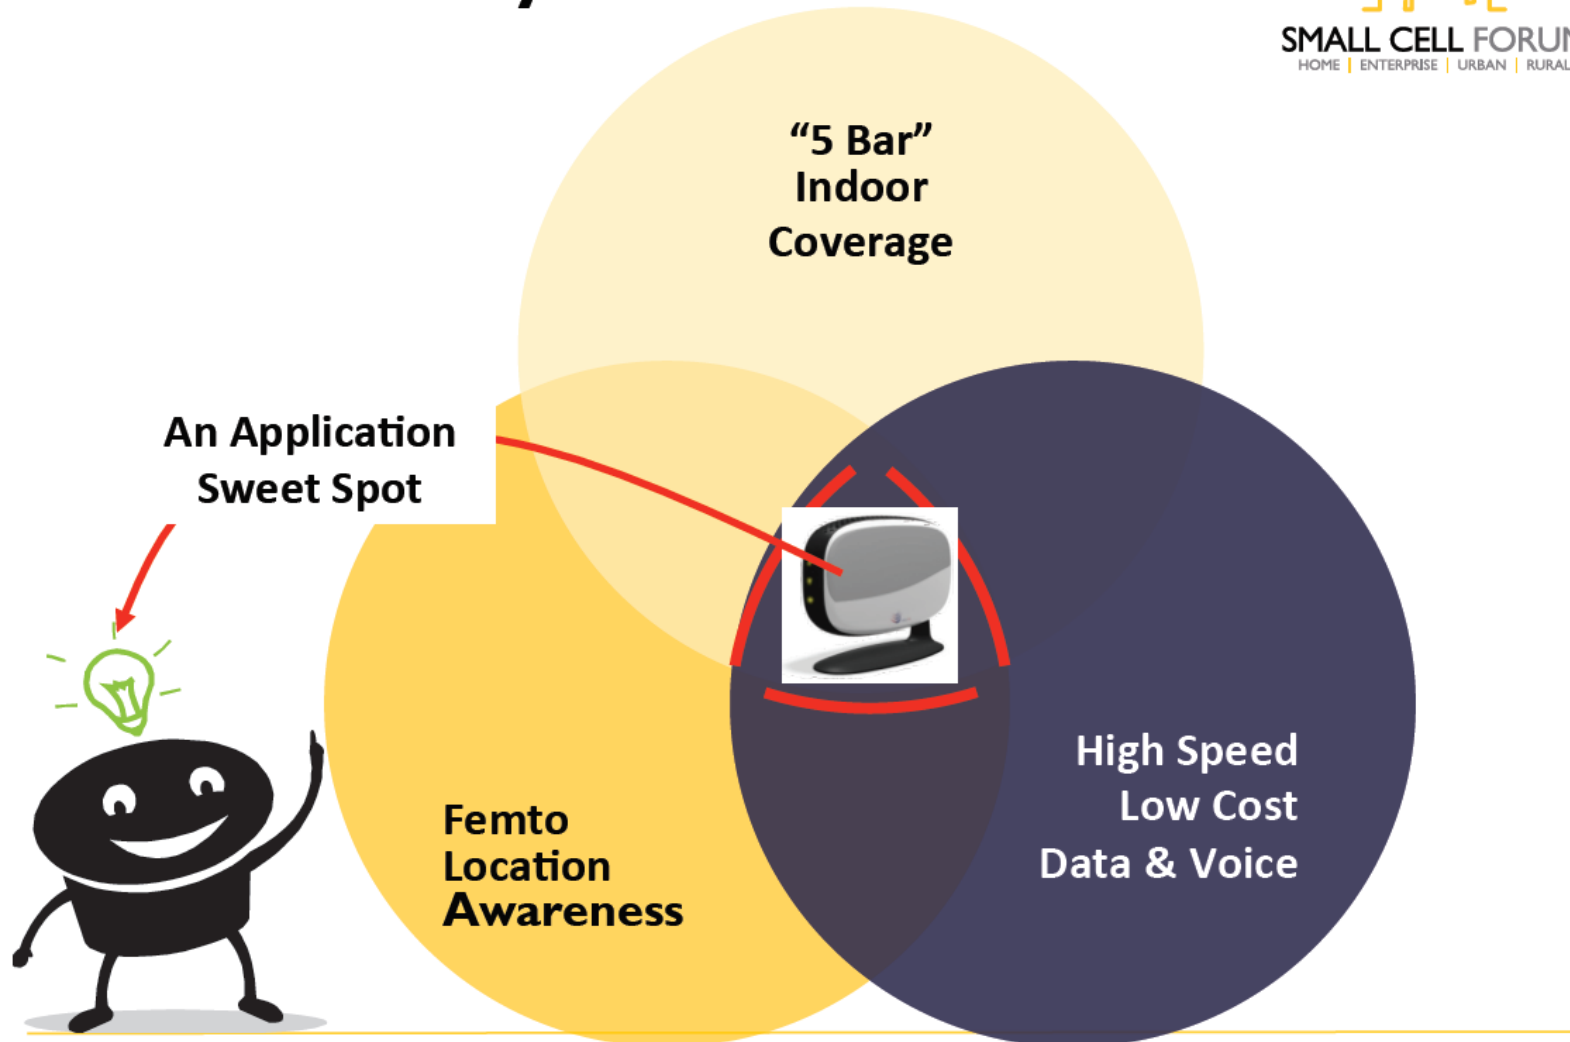 SMALL CELL FORUM
HOME | ENTERPRISE | URBAN | RURAL
“5 Bar”
Indoor
Coverage
An Application
Sweet Spot
High Speed
Low Cost
Data & Voice
Femto
Location
Awareness